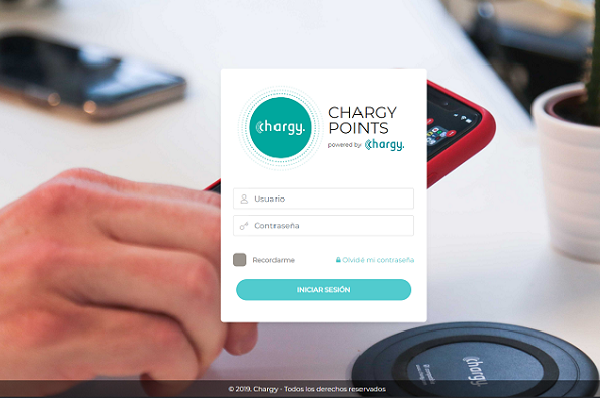 chargy.
CHARGY
POINTS
powered by chargy.
Usuario
Contraseña
Recordarme
Olvidé mi contraseña
INICIAR SESIÓN
chargy.
© 2019. Chargy - Todos los derechos reservados